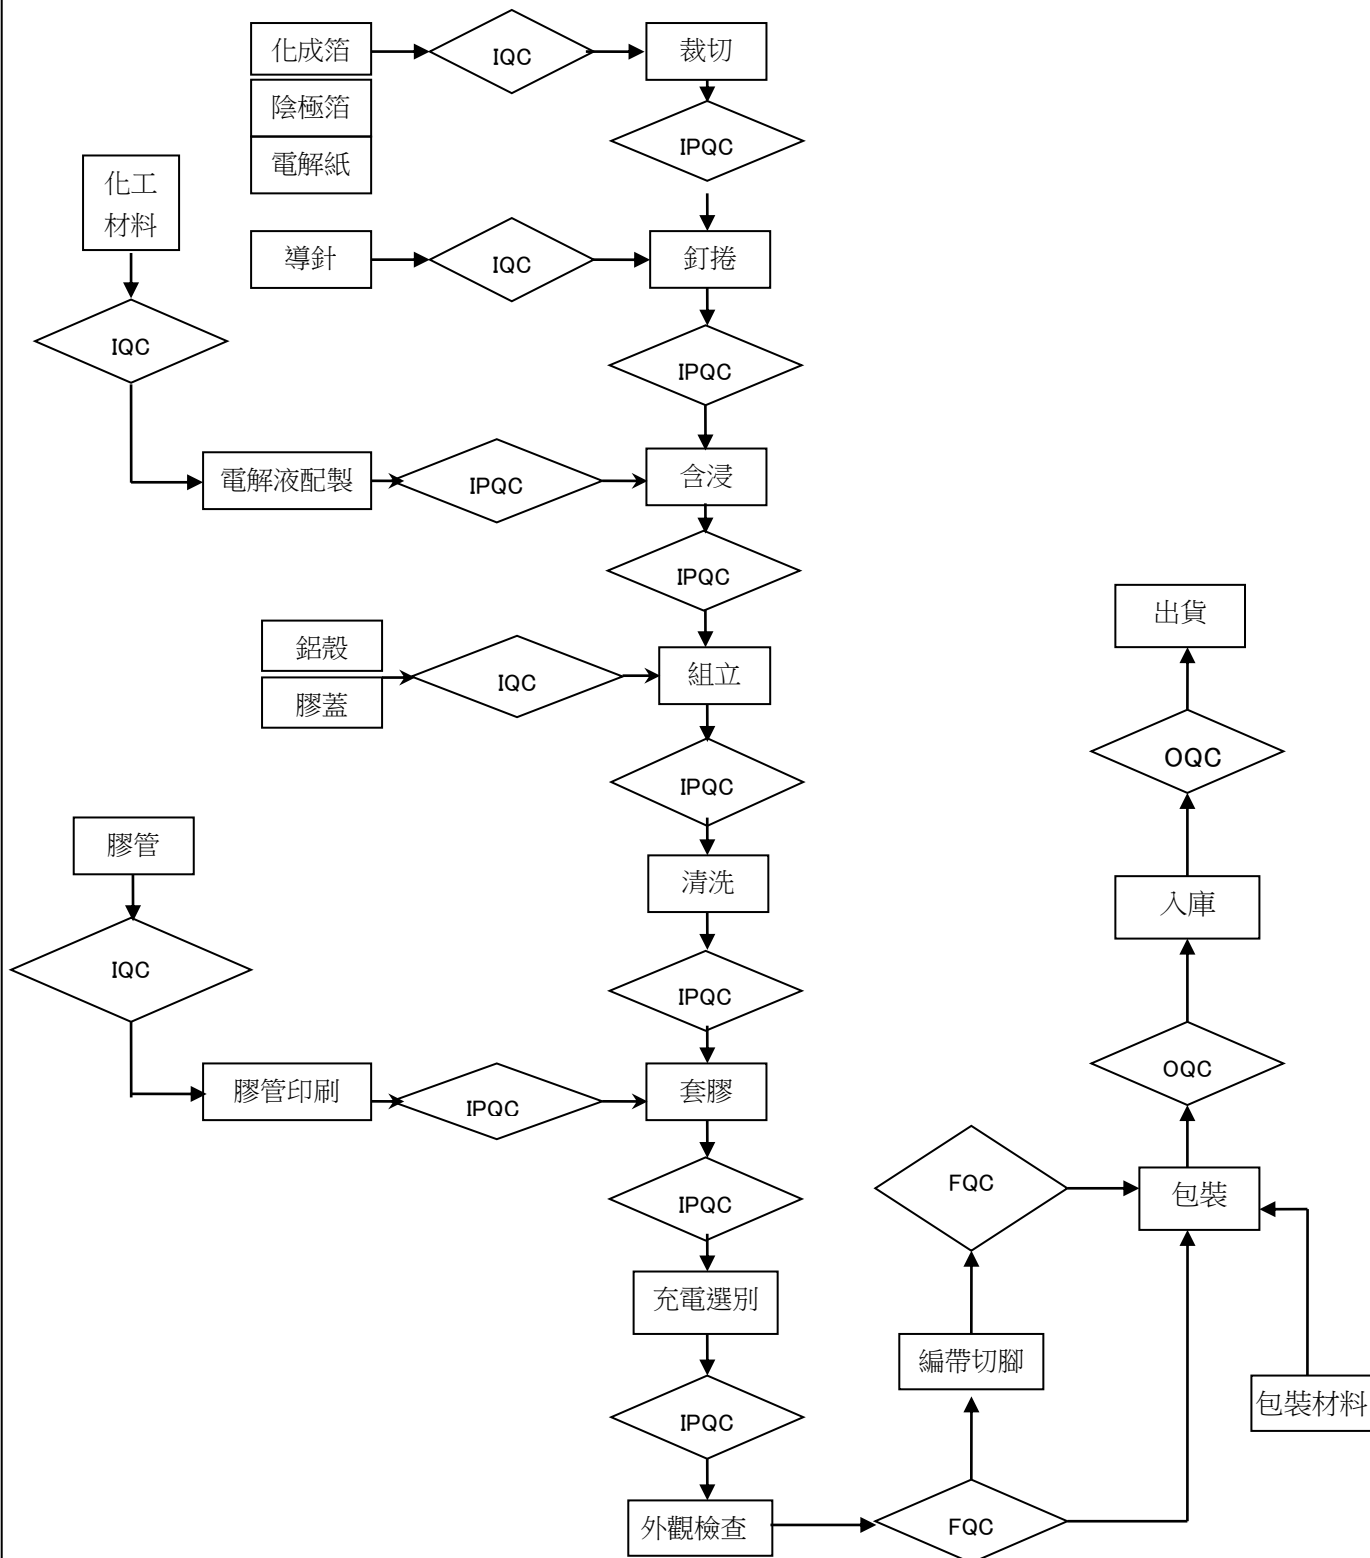 化成箔
IQC
裁切
陰極箔
IPQC
電解紙
化工
材料
導針
IQC
釘捲
IQC
IPQC
電解液配製
IPQC
含浸
IPQC
出貨
鋁殼
IQC
組立
膠蓋
OQC
IPQC
膠管
清洗
入庫
IQC
IPQC
OQC
膠管印刷
IPQC
套膠
FQC
包裝
IPQC
充電選別
編帶切腳
包裝材料
IPQC
外觀檢查
FQC